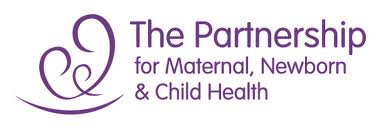 The Partnership
for Maternal, Newborn
& Child Health